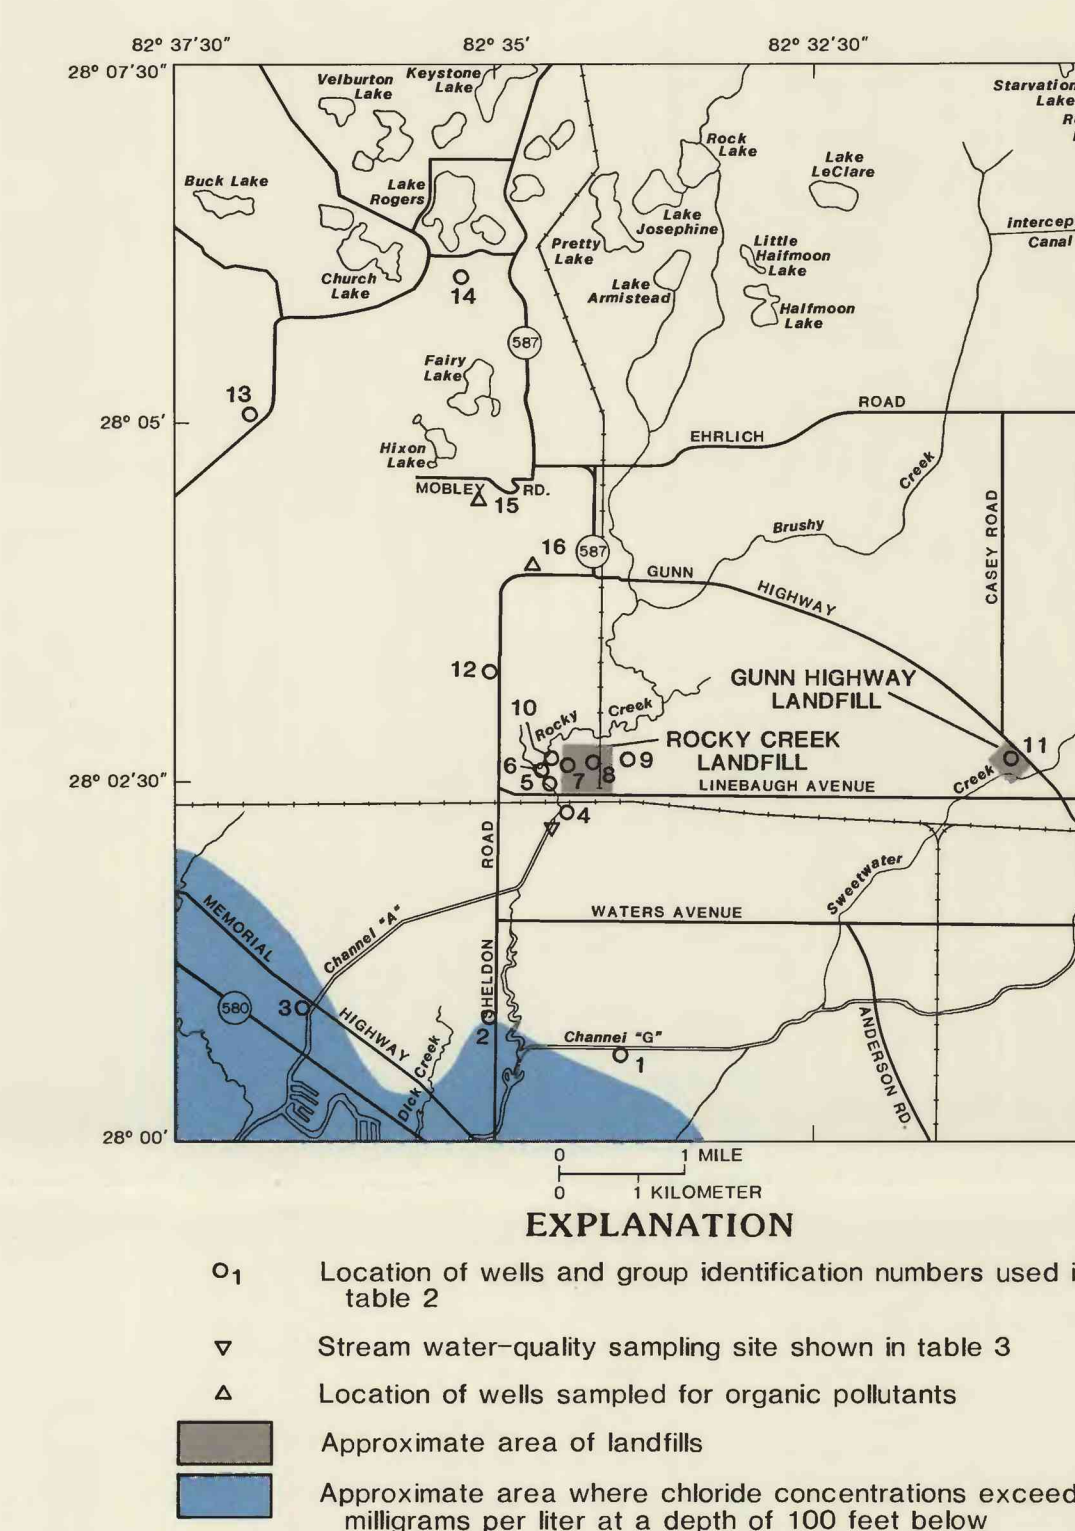 82° 37'30"
82° 35'
82° 32'30"
28° 07'30"
Velburton
Lake
Keystone
Lake
Starvation
Lake
Rock
Lake
Lake
LeClare
Buck Lake
Lake
Rogers
Lake
Josephine
intercep
Canal
Pretty
Lake
Little
Halfmoon
Lake
Church
Lake
Lake
Armistead
14
Halfmoon
Lake
587
Fairy
Lake
13
28° 05'
ROAD
EHRLICH
Hixon
Lake
Creek
MOBLEY RD.
15
CASEY ROAD
Brushy
16
587
GUNN
HIGHWAY
12
GUNN HIGHWAY
LANDFILL
10
Rocky Creek
ROCKY CREEK
LANDFILL
11
6
9
7
8
5
28° 02'30"
LINEBAUGH AVENUE
Creek
4
ROAD
Sweetwater
MEMORIAL
Channel "A"
WATERS AVENUE
SHELDON
580
3
HIGHWAY
2
Channel "G"
1
Dick Creek
ANDERSON RD.
28° 00'
0 1 MILE
0 1 KILOMETER
EXPLANATION
1 Location of wells and group identification numbers used i
table 2
Stream water-quality sampling site shown in table 3
Location of wells sampled for organic pollutants
Approximate area of landfills
Approximate area where chloride concentrations exceed
milligrams per liter at a depth of 100 feet below